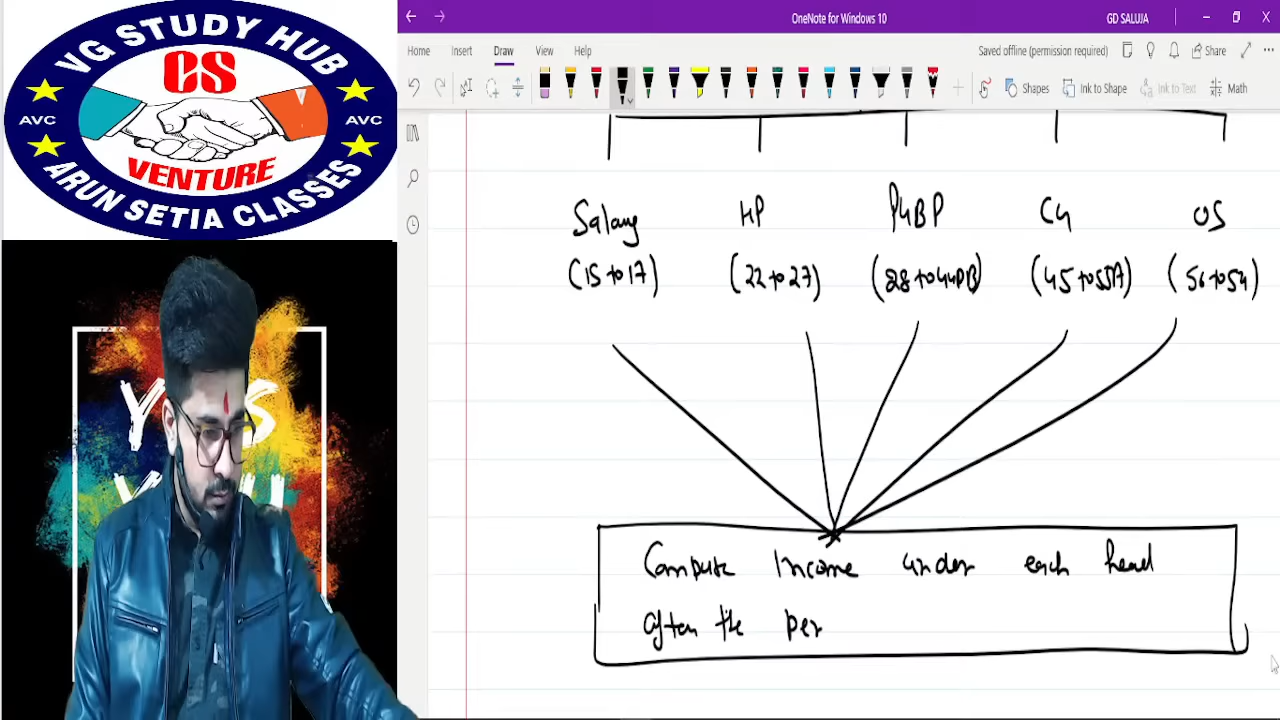 VG STUDY HUB
CS
AVC
AVC
VENTURE
ARUN SETIA CLASSES
OneNote for Windows 10
GD SALUJA
Home Insert Draw View Help
Saved offline (permission required)
Share
Shapes
Ink to Shape
Ink to Text
Math
Salary HP P4BP C4 OS
(15 to 17) (22 to 27) (28 to 44DB) (45 to 55A) (56 to 59)
Compute Income under each head
after the per